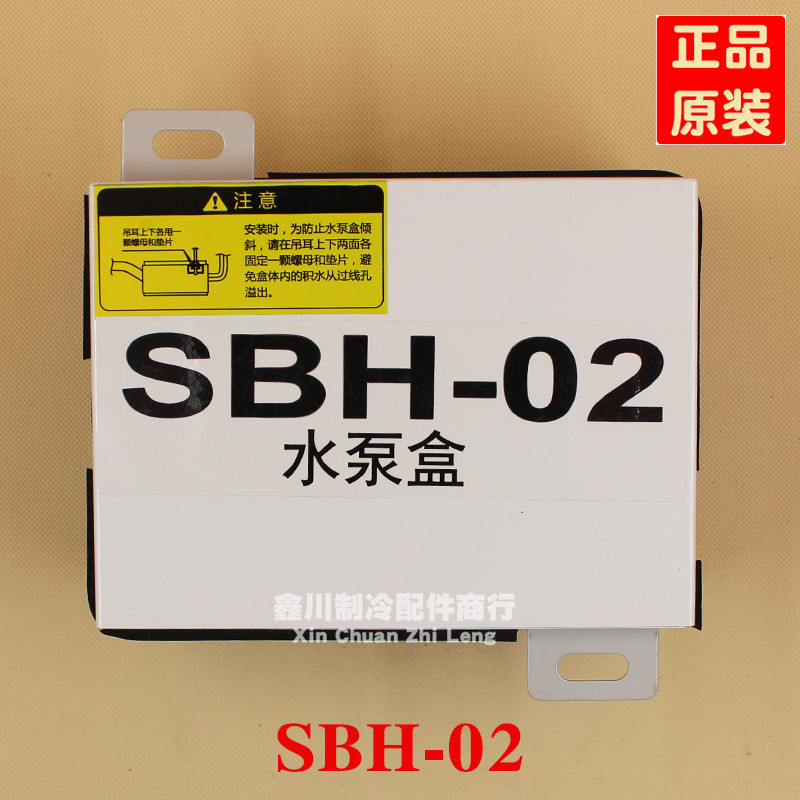 正品
原装
注意
吊耳上下各用一
颗螺母和垫片
安装时，为防止水泵盒倾
斜，请在吊耳上下两面各
固定一颗螺母和垫片，避
免盒体内的积水从过线孔
溢出。
SBH-02
水泵盒
鑫川制冷配件商行
Xin Chuan Zhi Leng
SBH-02